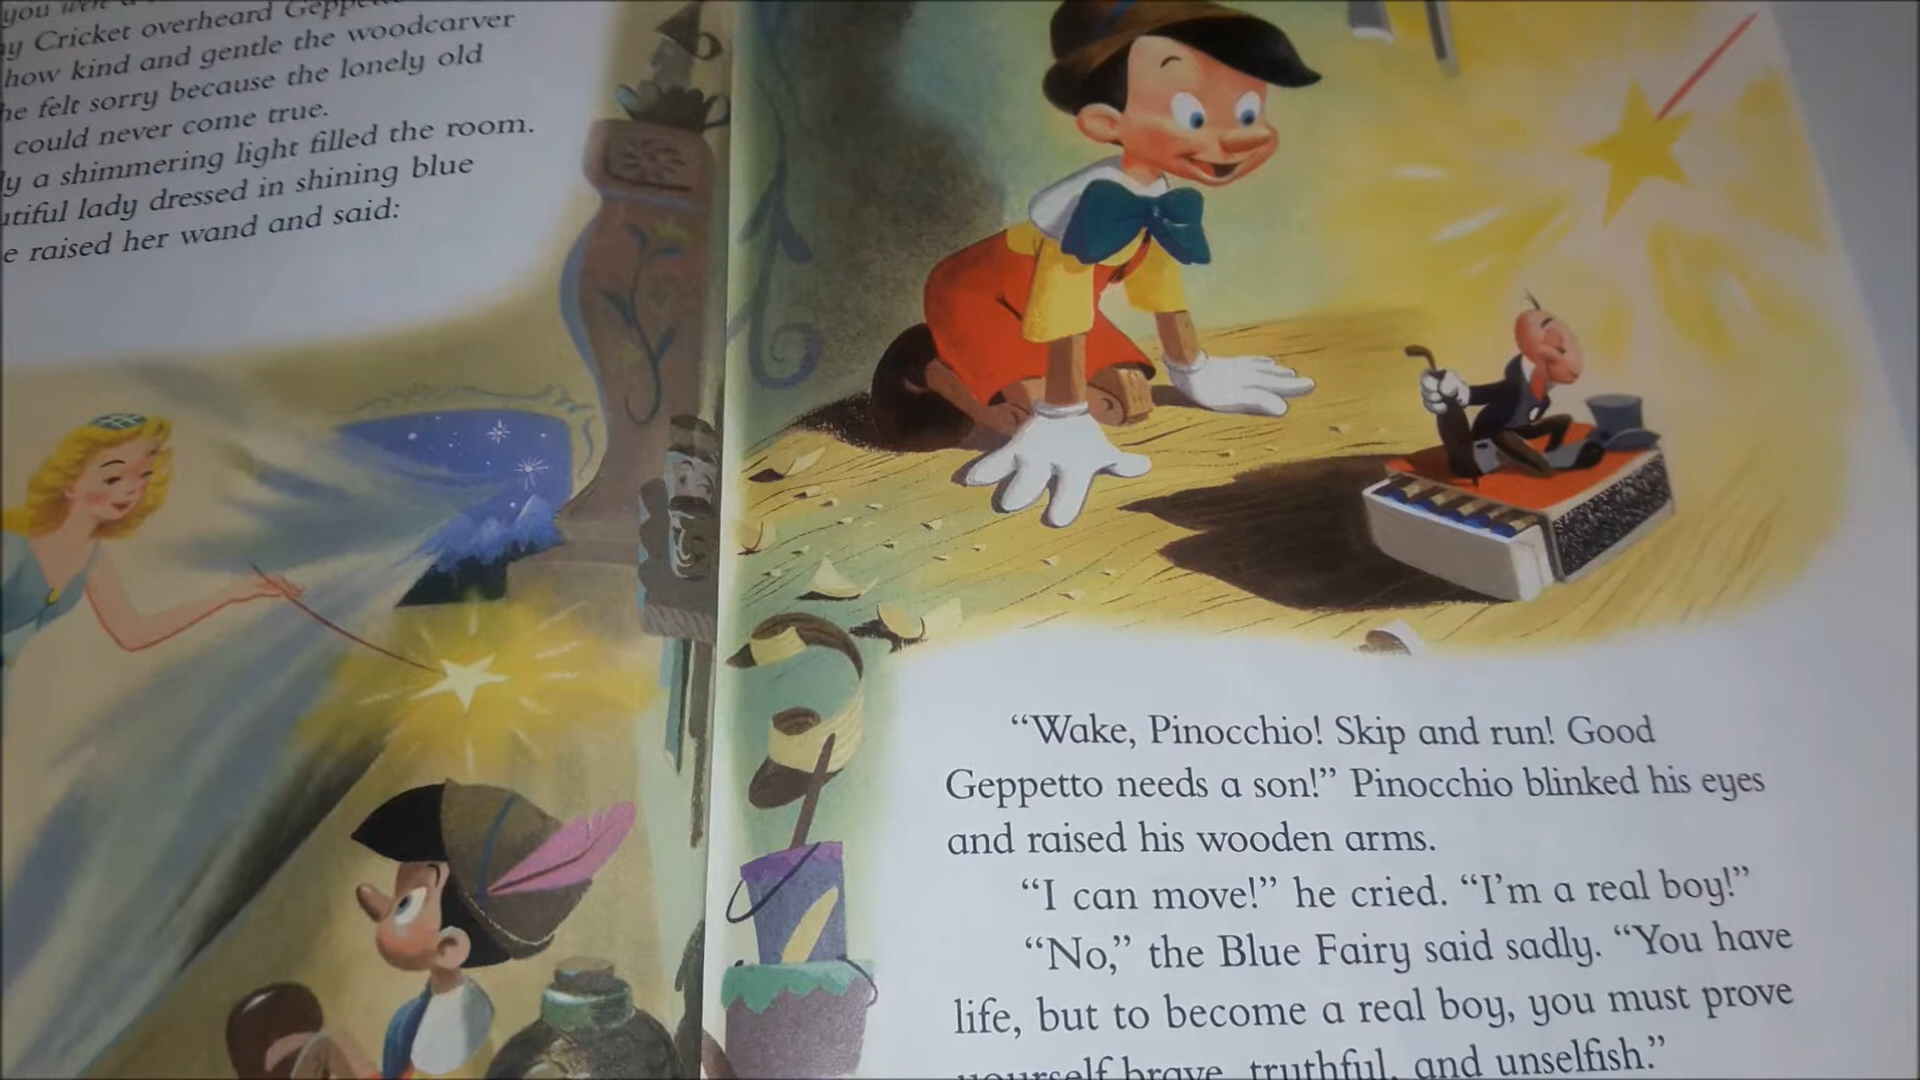 you were a
Cricket overheard
how kind and gentle the woodcarver
he felt sorry because the lonely old
could never come true.
a shimmering light filled the room.
lady dressed in shining blue
raised her wand and said:
“Wake, Pinocchio! Skip and run! Good
Geppetto needs a son!” Pinocchio blinked his eyes
and raised his wooden arms.
“I can move!” he cried. “I’m a real boy!”
“No,” the Blue Fairy said sadly. “You have
life, but to become a real boy, you must prove
yourself brave, truthful, and unselfish.”